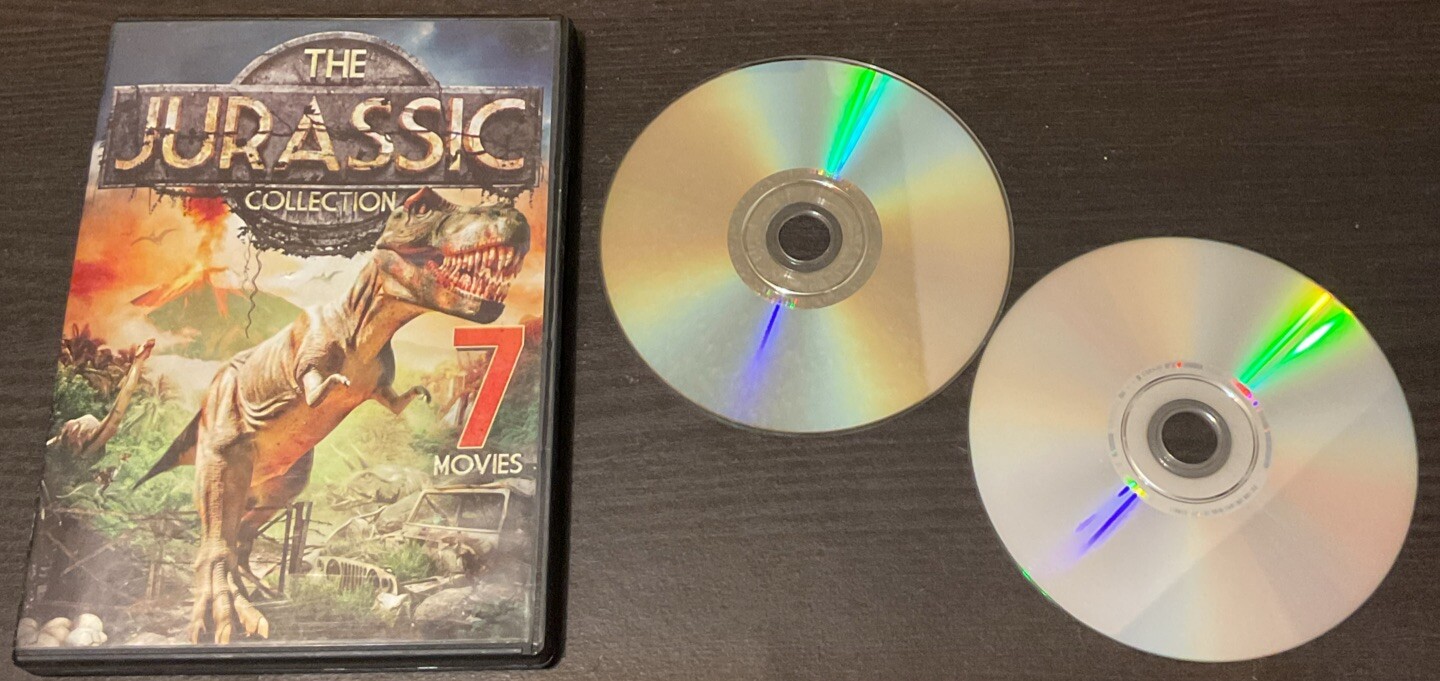 THE
JURASSIC
COLLECTION
7
MOVIES